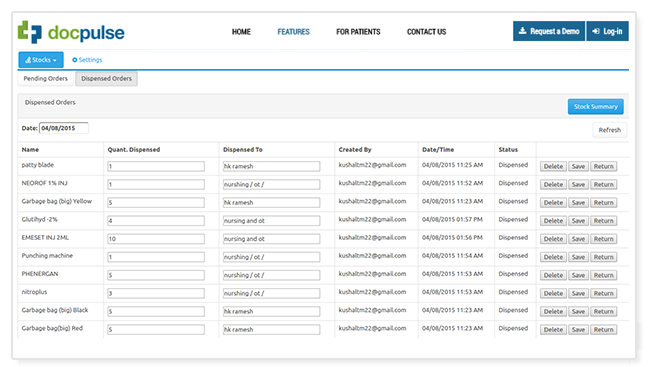 docpulse
HOME FEATURES FOR PATIENTS CONTACT US Request a Demo Log-in
Stocks Settings
Pending Orders Dispensed Orders
Dispensed Orders Stock Summary
Date: 04/08/2015 Refresh
Name Quant. Dispensed Dispensed To Created By Date/Time Status
patty blade 1 hk ramesh kushaltm22@gmail.com 04/08/2015 11:25 AM Dispensed Delete Save Return
NEOROF 1% INJ 1 nurshing / ot / kushaltm22@gmail.com 04/08/2015 11:52 AM Dispensed Delete Save Return
Garbage bag (big) Yellow 5 hk ramesh kushaltm22@gmail.com 04/08/2015 11:23 AM Dispensed Delete Save Return
Glutihyd -2% 4 nursing and ot kushaltm22@gmail.com 04/08/2015 01:57 PM Dispensed Delete Save Return
EMESET INJ 2ML 10 nursing and ot kushaltm22@gmail.com 04/08/2015 01:56 PM Dispensed Delete Save Return
Punching machine 1 nurshing / ot / kushaltm22@gmail.com 04/08/2015 11:54 AM Dispensed Delete Save Return
PHENERGAN 5 nurshing / ot / kushaltm22@gmail.com 04/08/2015 11:53 AM Dispensed Delete Save Return
nitroplus 3 nurshing / ot / kushaltm22@gmail.com 04/08/2015 11:53 AM Dispensed Delete Save Return
Garbage bag (big) Black 5 hk ramesh kushaltm22@gmail.com 04/08/2015 11:23 AM Dispensed Delete Save Return
Garbage bag(big) Red 5 hk ramesh kushaltm22@gmail.com 04/08/2015 11:23 AM Dispensed Delete Save Return